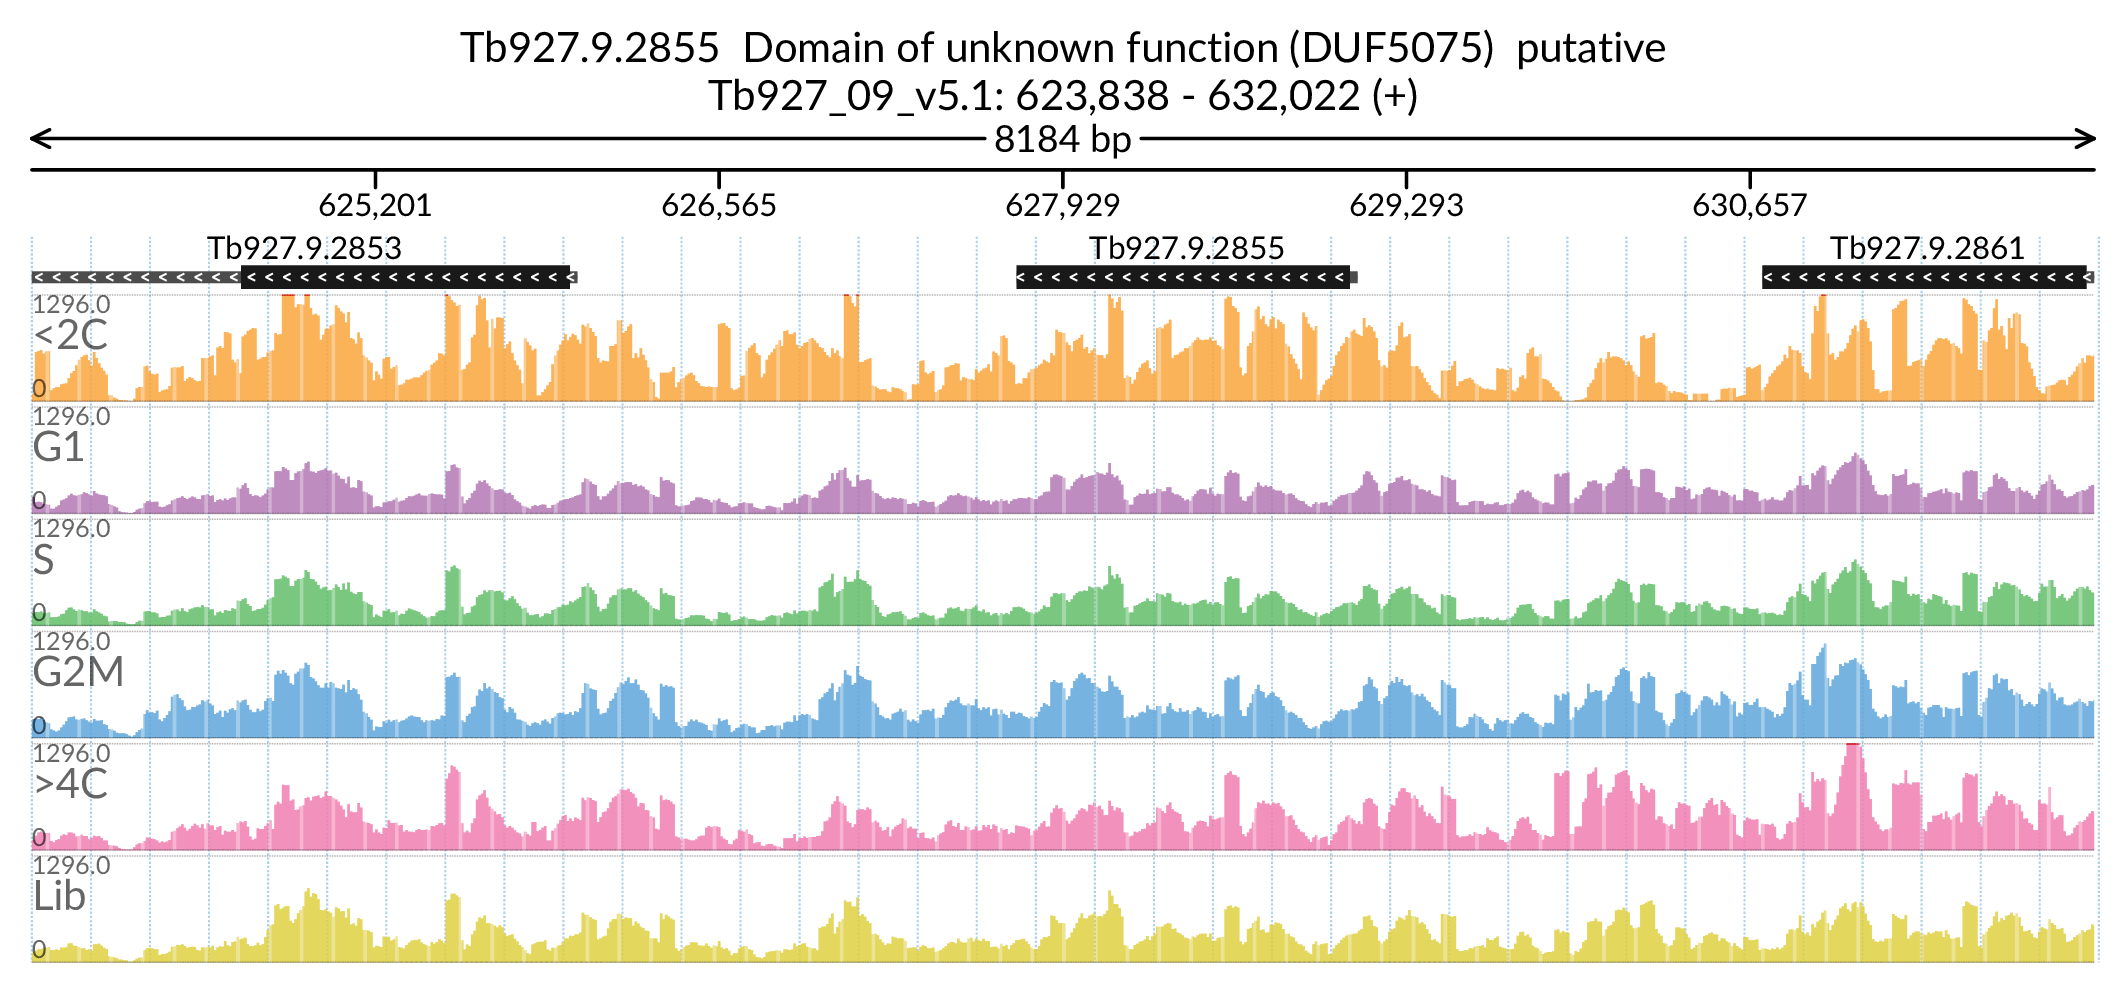 Tb927.9.2855 Domain of unknown function (DUF5075) putative
Tb927_09_v5.1: 623,838 - 632,022 (+)
8184 bp
625,201 626,565 627,929 629,293 630,657
Tb927.9.2853 Tb927.9.2855 Tb927.9.2861
1296.0
<2C
0
1296.0
G1
0
1296.0
S
0
1296.0
G2M
0
1296.0
>4C
0
1296.0
Lib
0